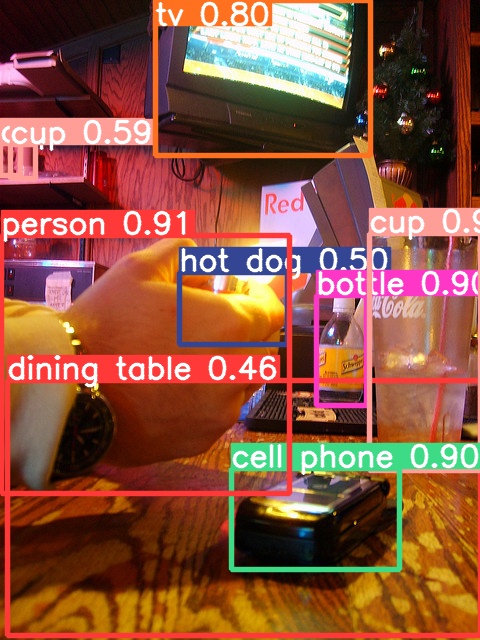 tv 0.80
cup 0.59
Red
person 0.91
cup 0.9
hot dog 0.50
bottle 0.90
Coca-Cola
Schweppes
dining table 0.46
cell phone 0.90